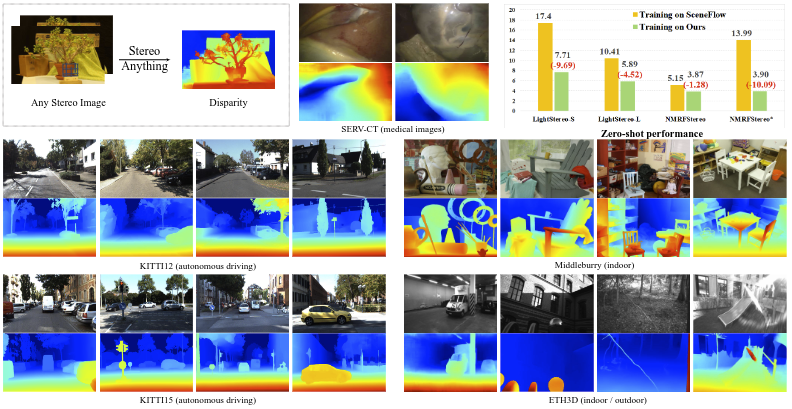 Any Stereo Image
Stereo
Anything
Disparity
SERV-CT (medical images)
20
18
16
14
12
10
8
6
4
2
0
Training on SceneFlow
Training on Ours
17.4
7.71
(-9.69)
10.41
5.89
(-4.52)
5.15
3.87
(-1.28)
13.99
3.90
(-10.09)
LightStereo-S
LightStereo-L
NMRFStereo
NMRFStereo*
Zero-shot performance
KITTI12 (autonomous driving)
Middleburry (indoor)
KITTI15 (autonomous driving)
ETH3D (indoor / outdoor)